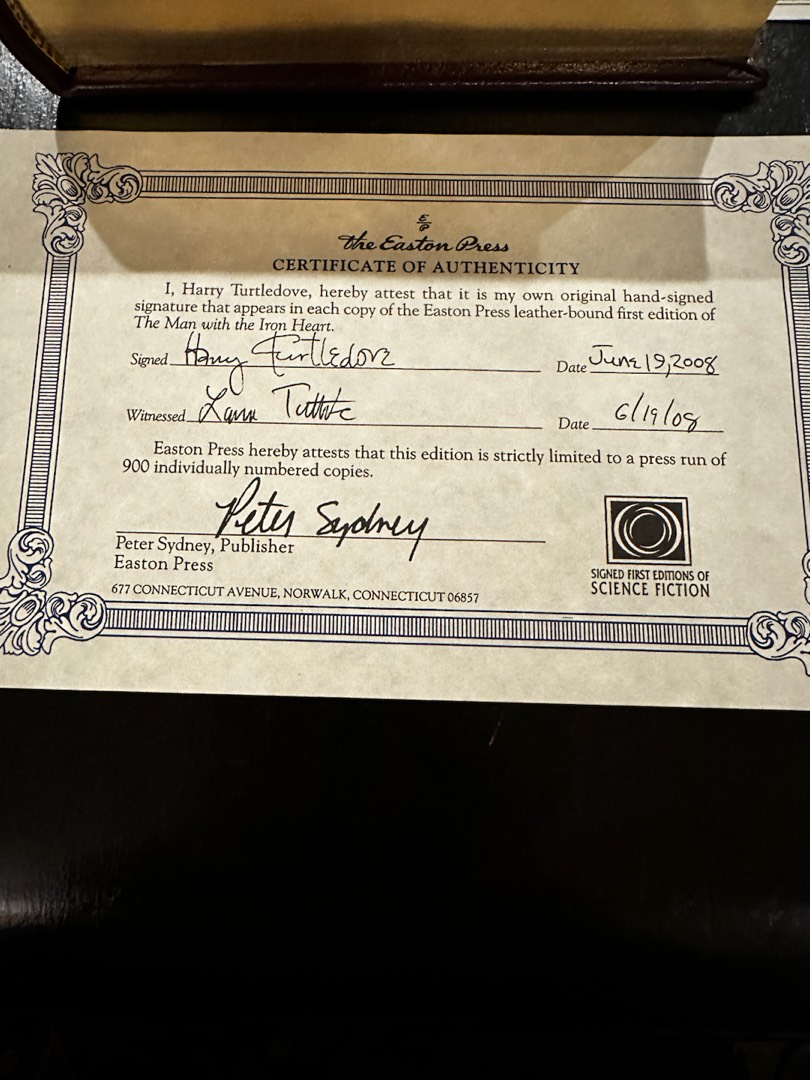 E/P
the Easton Press
CERTIFICATE OF AUTHENTICITY
I, Harry Turtledove, hereby attest that it is my own original hand-signed
signature that appears in each copy of the Easton Press leather-bound first edition of
The Man with the Iron Heart.
Signed Harry Turtledove Date June 19, 2008
Witnessed Date 6/19/08
Easton Press hereby attests that this edition is strictly limited to a press run of
900 individually numbered copies.
Peter Sydney
Peter Sydney, Publisher
Easton Press
677 CONNECTICUT AVENUE, NORWALK, CONNECTICUT 06857
SIGNED FIRST EDITIONS OF
SCIENCE FICTION